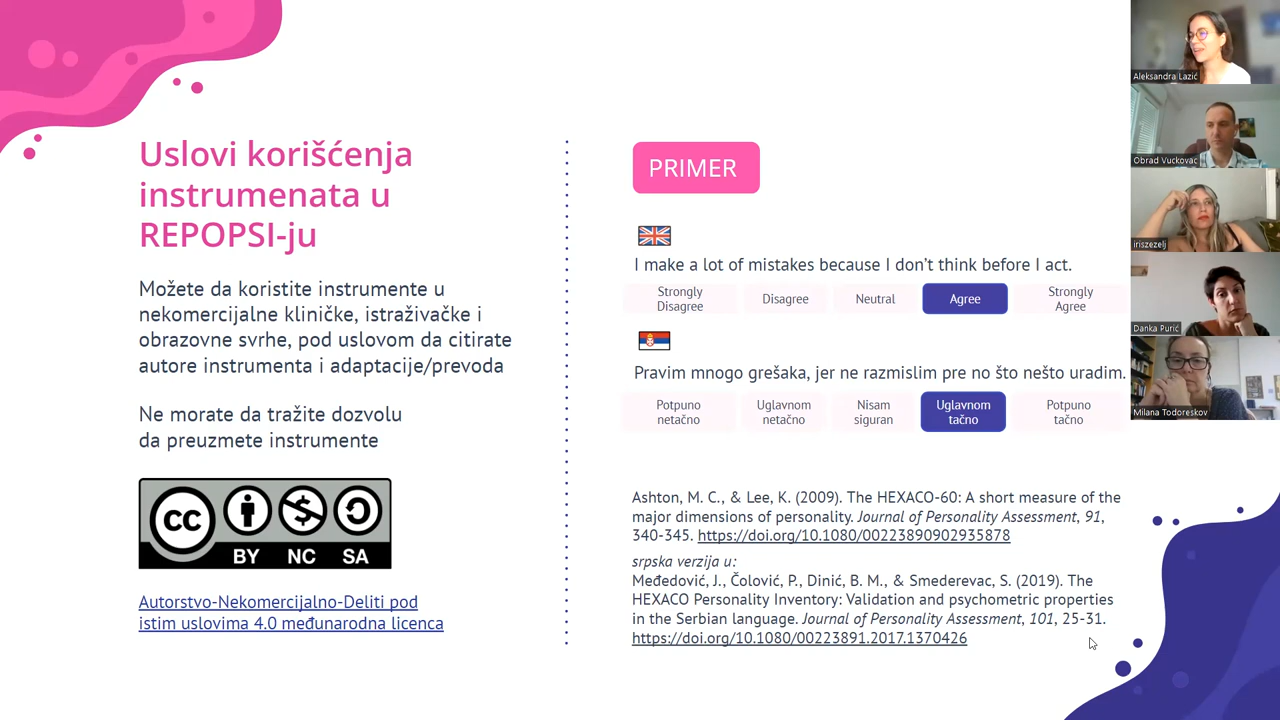 Uslovi korišćenja
instrumenata u
REPOPSI-ju
Možete da koristite instrumente u
nekomercijalne kliničke, istraživačke i
obrazovne svrhe, pod uslovom da citirate
autore instrumenta i adaptacije/prevoda
Ne morate da tražite dozvolu
da preuzmete instrumente
CC
BY NC SA
Autorstvo-Nekomercijalno-Deliti pod
istim uslovima 4.0 međunarodna licenca
PRIMER
I make a lot of mistakes because I don’t think before I act.
Strongly
Disagree
Disagree
Neutral
Agree
Strongly
Agree
Pravim mnogo grešaka, jer ne razmislim pre no što nešto uradim.
Potpuno
netačno
Uglavnom
netačno
Nisam
siguran
Uglavnom
tačno
Potpuno
tačno
Ashton, M. C., & Lee, K. (2009). The HEXACO-60: A short measure of the
major dimensions of personality. Journal of Personality Assessment, 91,
340-345. https://doi.org/10.1080/00223890902935878
srpska verzija u:
Međedović, J., Čolović, P., Dinić, B. M., & Smederevac, S. (2019). The
HEXACO Personality Inventory: Validation and psychometric properties
in the Serbian language. Journal of Personality Assessment, 101, 25-31.
https://doi.org/10.1080/00223891.2017.1370426
Aleksandra Lazić
Obrad Vuckovac
iriszezelj
Danka Purić
Milana Todoreskov